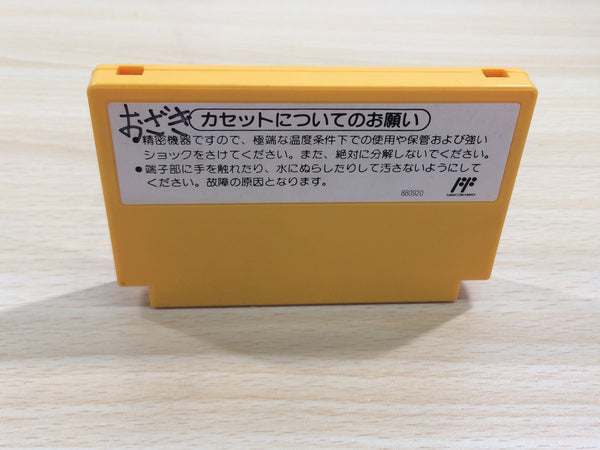 おざき
カセットについてのお願い
●精密機器ですので、極端な温度条件下での使用や保管および強い
ショックをさけてください。また、絶対に分解しないでください。
●端子部に手を触れたり、水にぬらしたりして汚さないようにして
ください。故障の原因となります。
880920